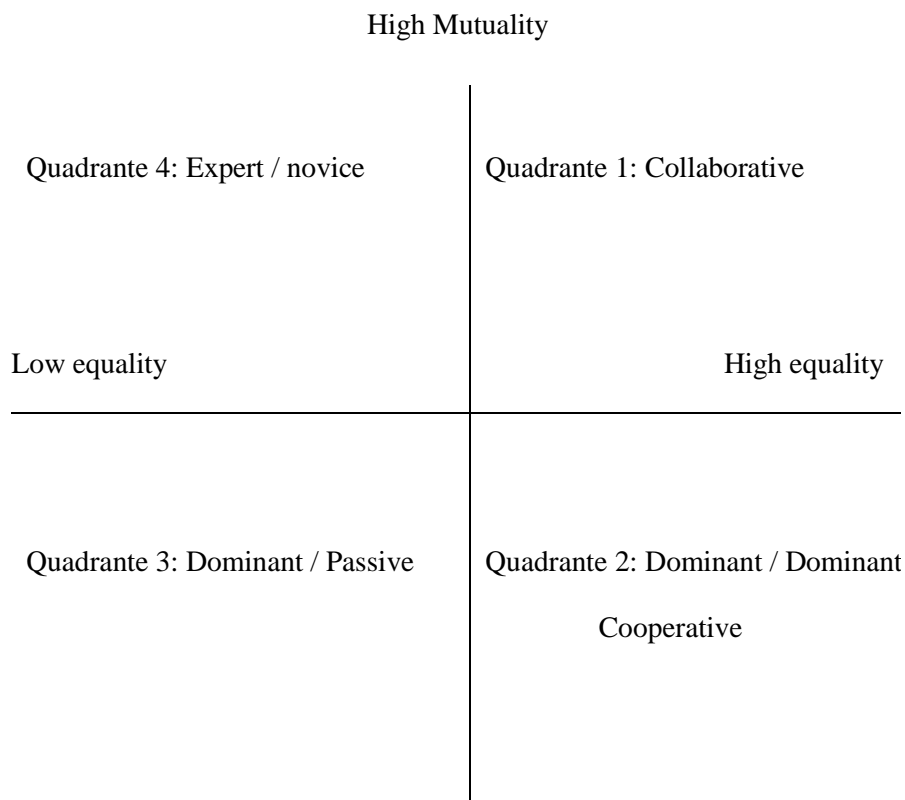 High Mutuality
Quadrante 4: Expert / novice
Quadrante 1: Collaborative
Low equality
High equality
Quadrante 3: Dominant / Passive
Quadrante 2: Dominant / Dominant
Cooperative